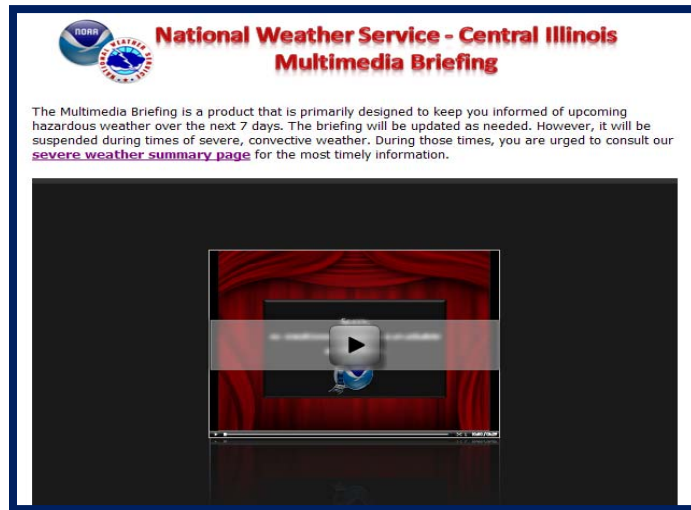 NOAA
National Weather Service - Central Illinois
Multimedia Briefing
The Multimedia Briefing is a product that is primarily designed to keep you informed of upcoming
hazardous weather over the next 7 days. The briefing will be updated as needed. However, it will be
suspended during times of severe, convective weather. During those times, you are urged to consult our
severe weather summary page for the most timely information.